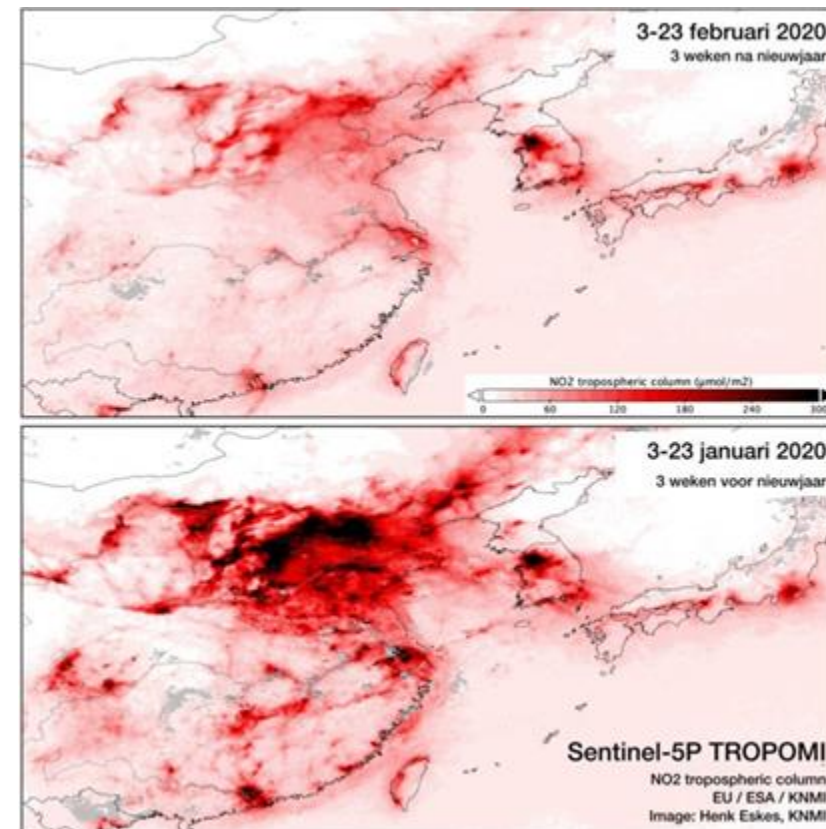 3-23 februari 2020
3 weken na nieuwjaar
NO2 tropospheric column (μmol/m2)
0 60 120 180 240 300
3-23 januari 2020
3 weken voor nieuwjaar
Sentinel-5P TROPOMI
NO2 tropospheric column
EU / ESA / KNMI
Image: Henk Eskes, KNMI